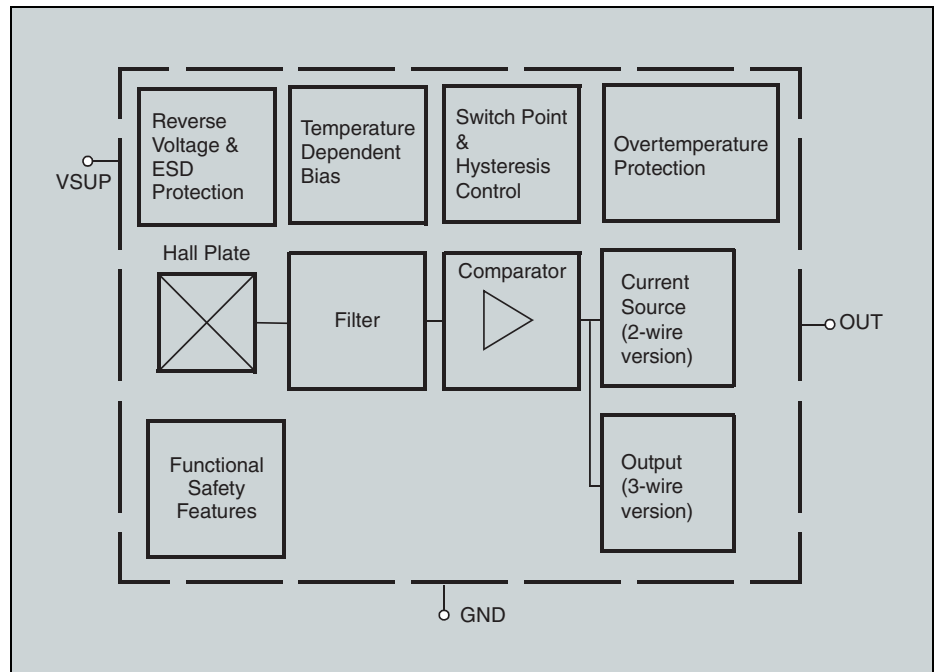 Reverse
Voltage &
ESD
Protection
Temperature
Dependent
Bias
Switch Point
&
Hysteresis
Control
Overtemperature
Protection
VSUP
Hall Plate
Filter
Comparator
Current
Source
(2-wire
version)
OUT
Functional
Safety
Features
Output
(3-wire
version)
GND